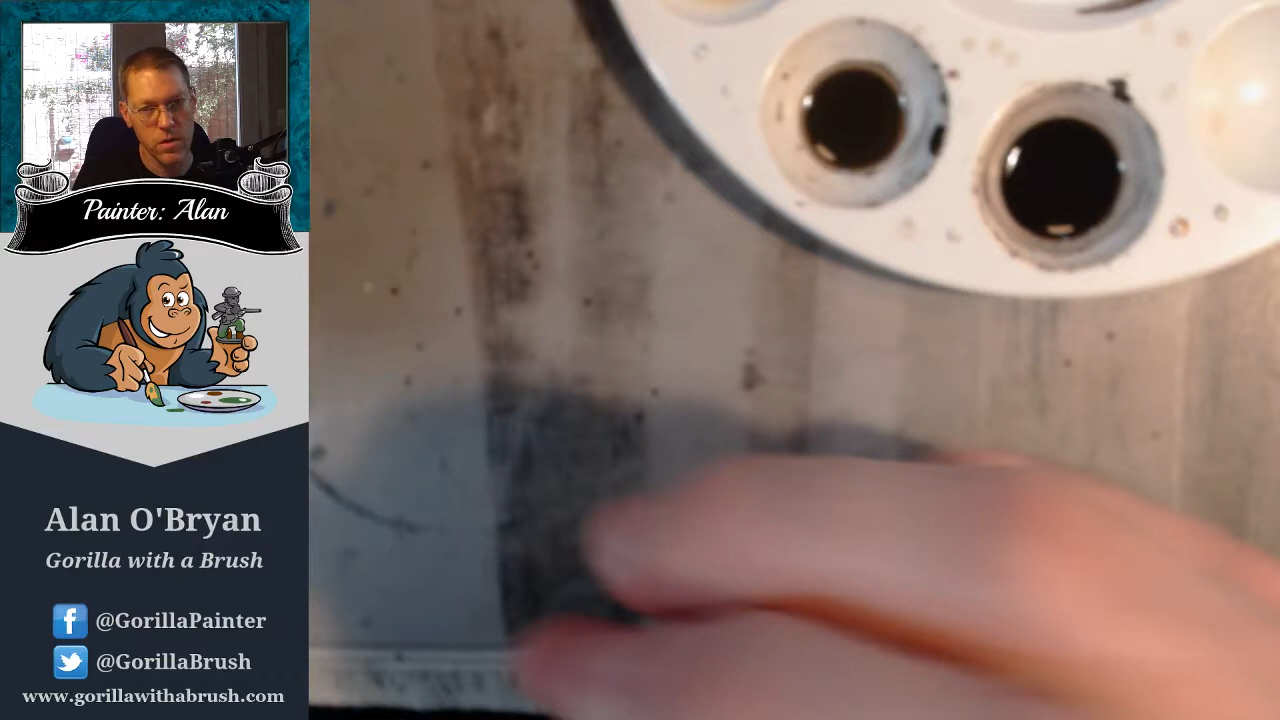 Painter: Alan
Alan O'Bryan
Gorilla with a Brush
@GorillaPainter
@GorillaBrush
www.gorillawithabrush.com